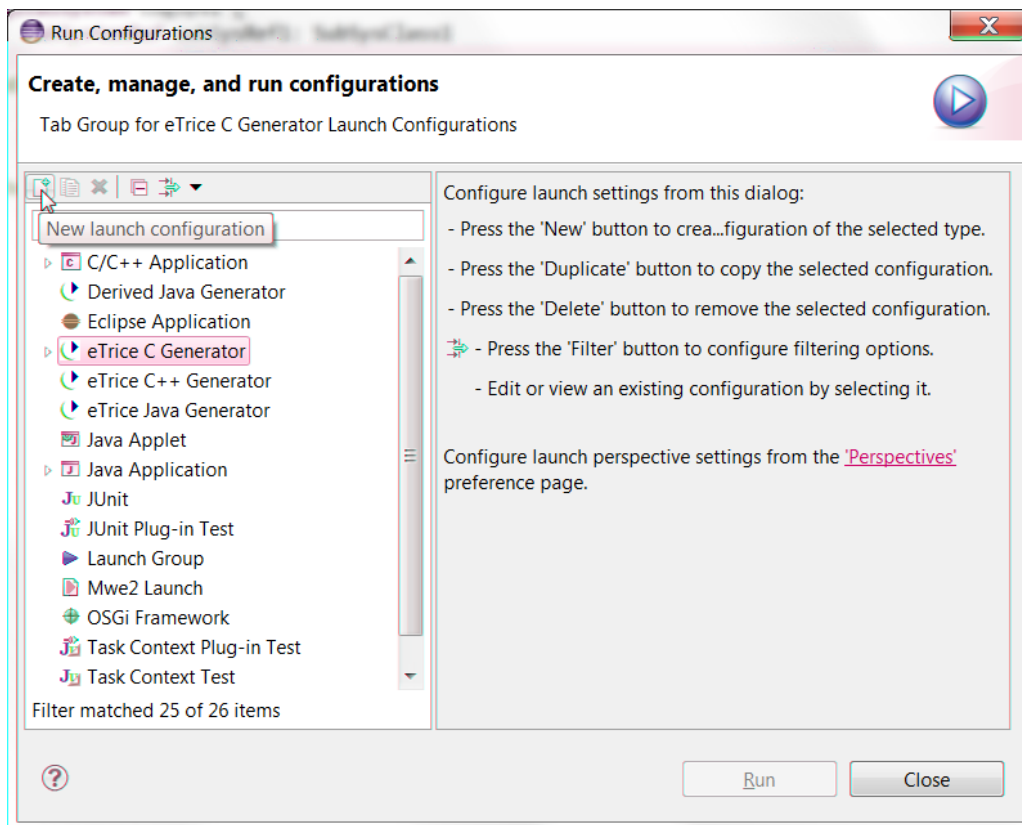 Run Configurations
Create, manage, and run configurations
Tab Group for eTrice C Generator Launch Configurations
New launch configuration
C/C++ Application
Derived Java Generator
Eclipse Application
eTrice C Generator
eTrice C++ Generator
eTrice Java Generator
Java Applet
Java Application
JUnit
JUnit Plug-in Test
Launch Group
Mwe2 Launch
OSGi Framework
Task Context Plug-in Test
Task Context Test
Filter matched 25 of 26 items
Configure launch settings from this dialog:
- Press the 'New' button to crea...figuration of the selected type.
- Press the 'Duplicate' button to copy the selected configuration.
- Press the 'Delete' button to remove the selected configuration.
- Press the 'Filter' button to configure filtering options.
- Edit or view an existing configuration by selecting it.
Configure launch perspective settings from the 'Perspectives'
preference page.
Run
Close